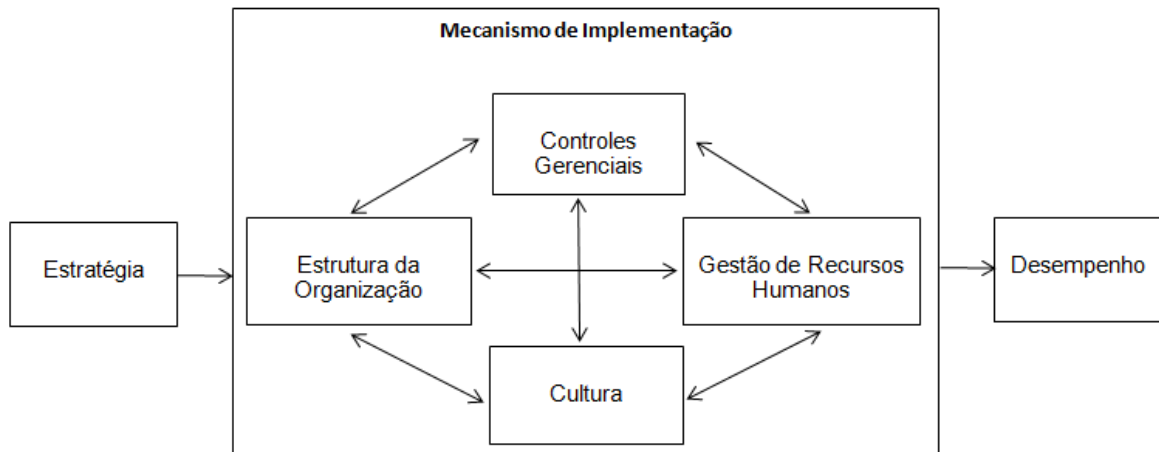 Mecanismo de Implementação
Controles
Gerenciais
Estratégia
Estrutura da
Organização
Gestão de Recursos
Humanos
Desempenho
Cultura